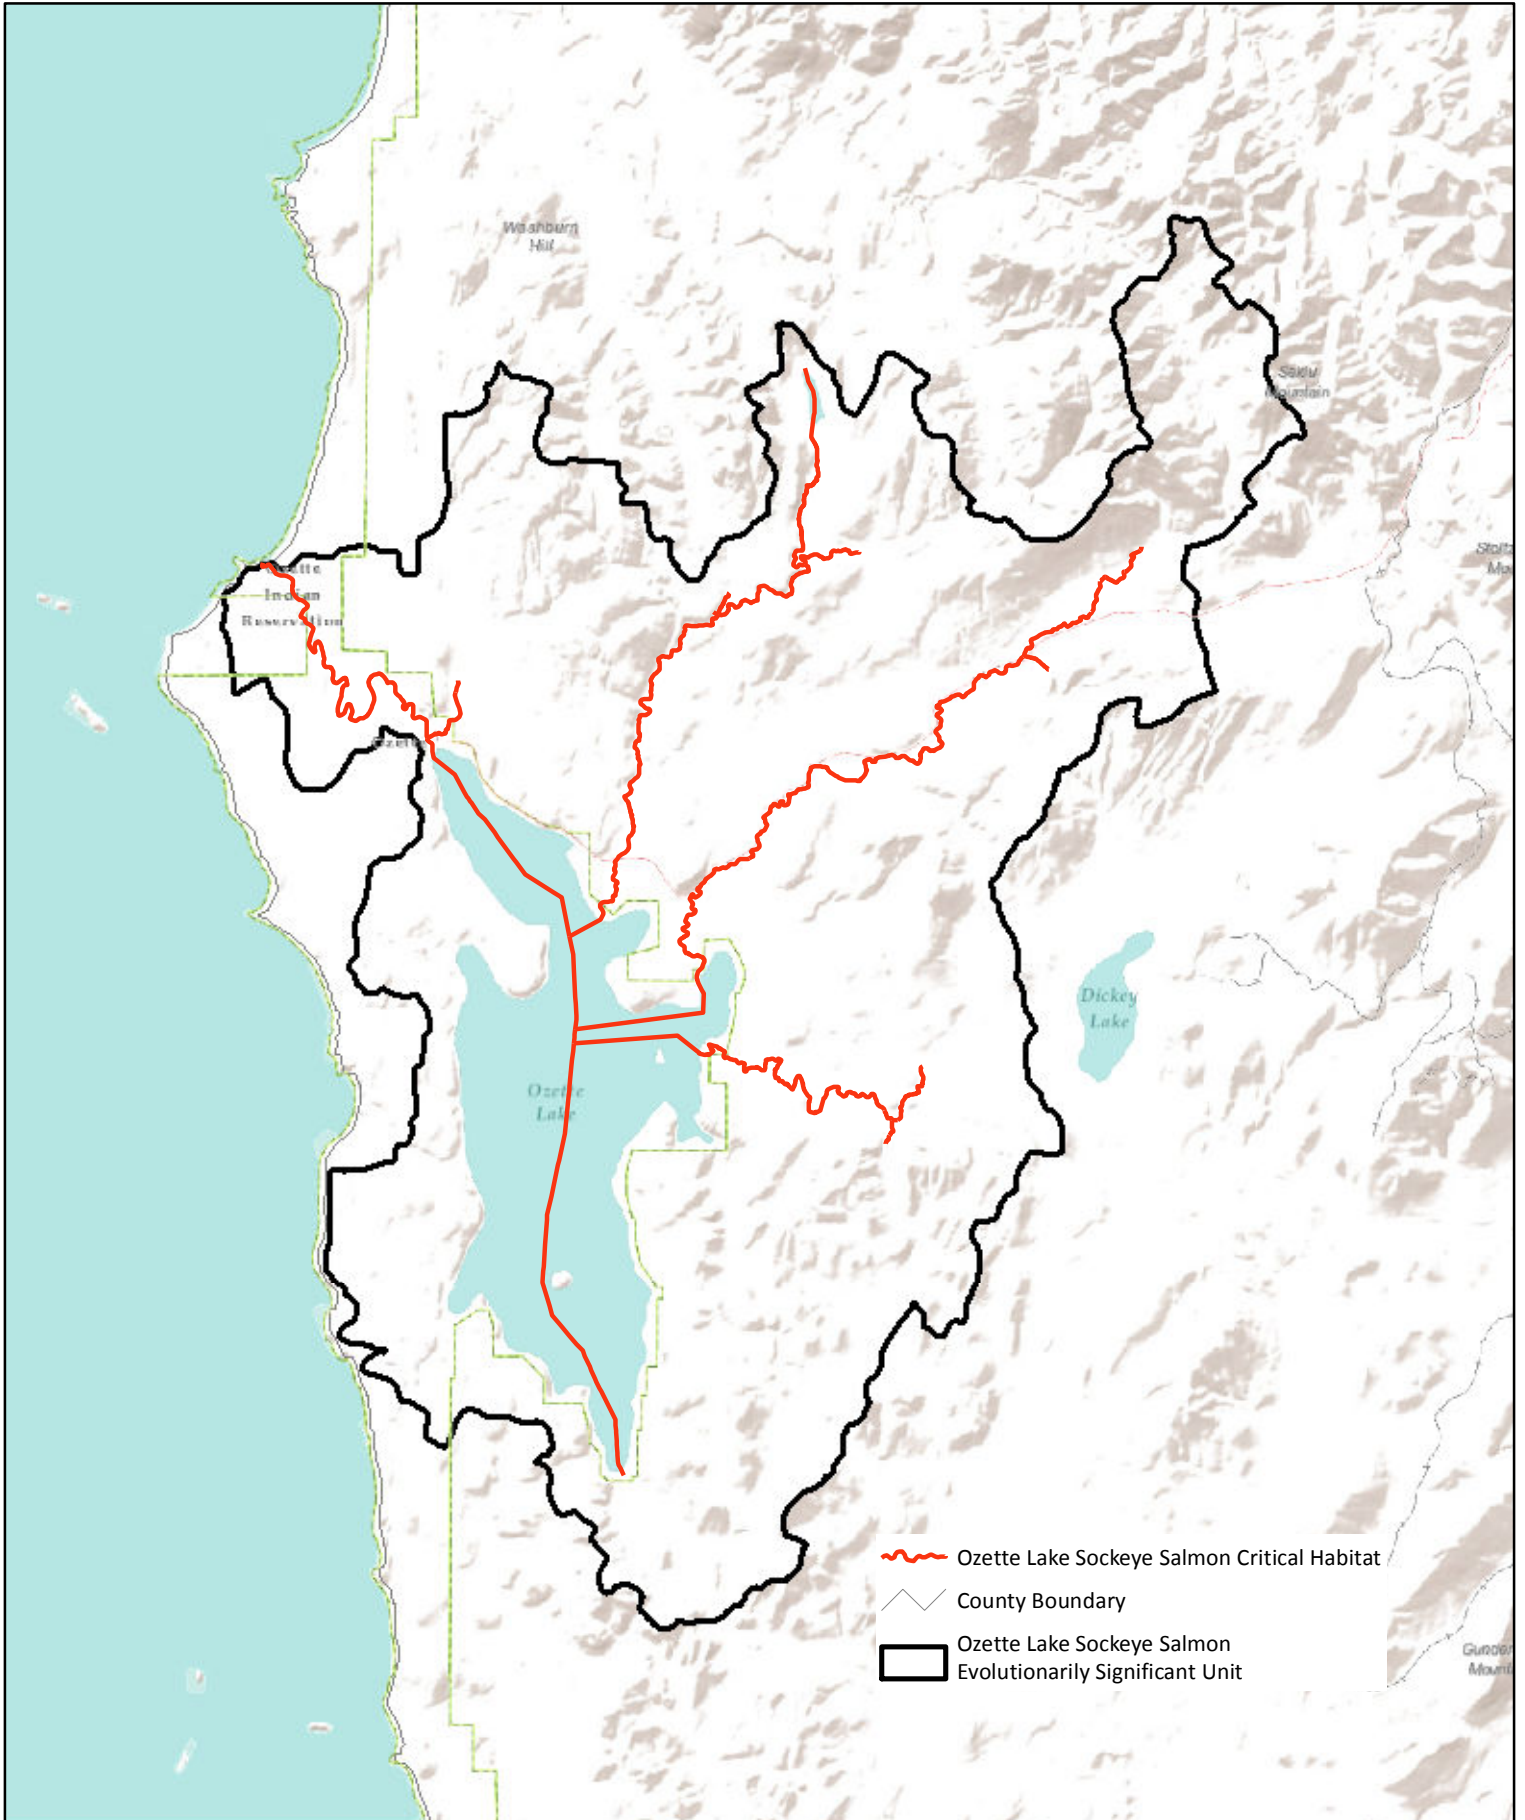 Washburn
Hill
Mountain
Indian
Reservation
Dickey
Lake
Ozette
Lake
Ozette Lake Sockeye Salmon Critical Habitat
County Boundary
Ozette Lake Sockeye Salmon
Evolutionarily Significant Unit